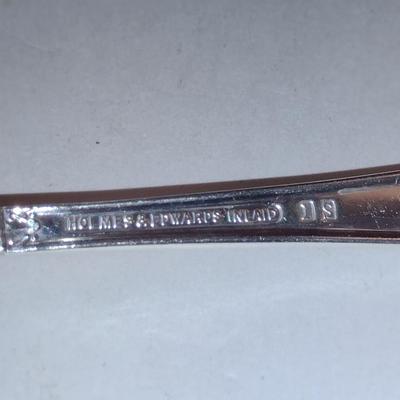 HOLMES & EDWARDS INLAID IS